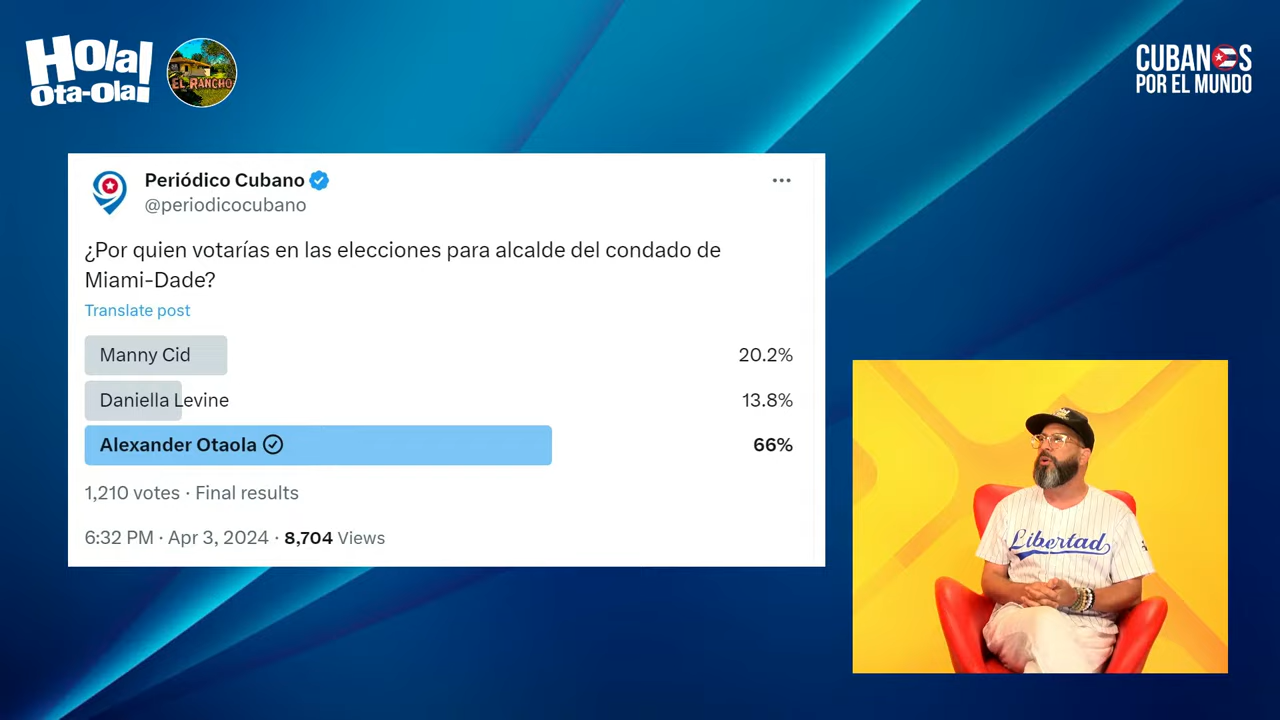 Hola!
Ota-Ola!
EL RANCHO
CUBANOS
POR EL MUNDO
Periódico Cubano
@periodicocubano
¿Por quien votarías en las elecciones para alcalde del condado de
Miami-Dade?
Translate post
Manny Cid 20.2%
Daniella Levine 13.8%
Alexander Otaola 66%
1,210 votes · Final results
6:32 PM · Apr 3, 2024 · 8,704 Views
Libertad